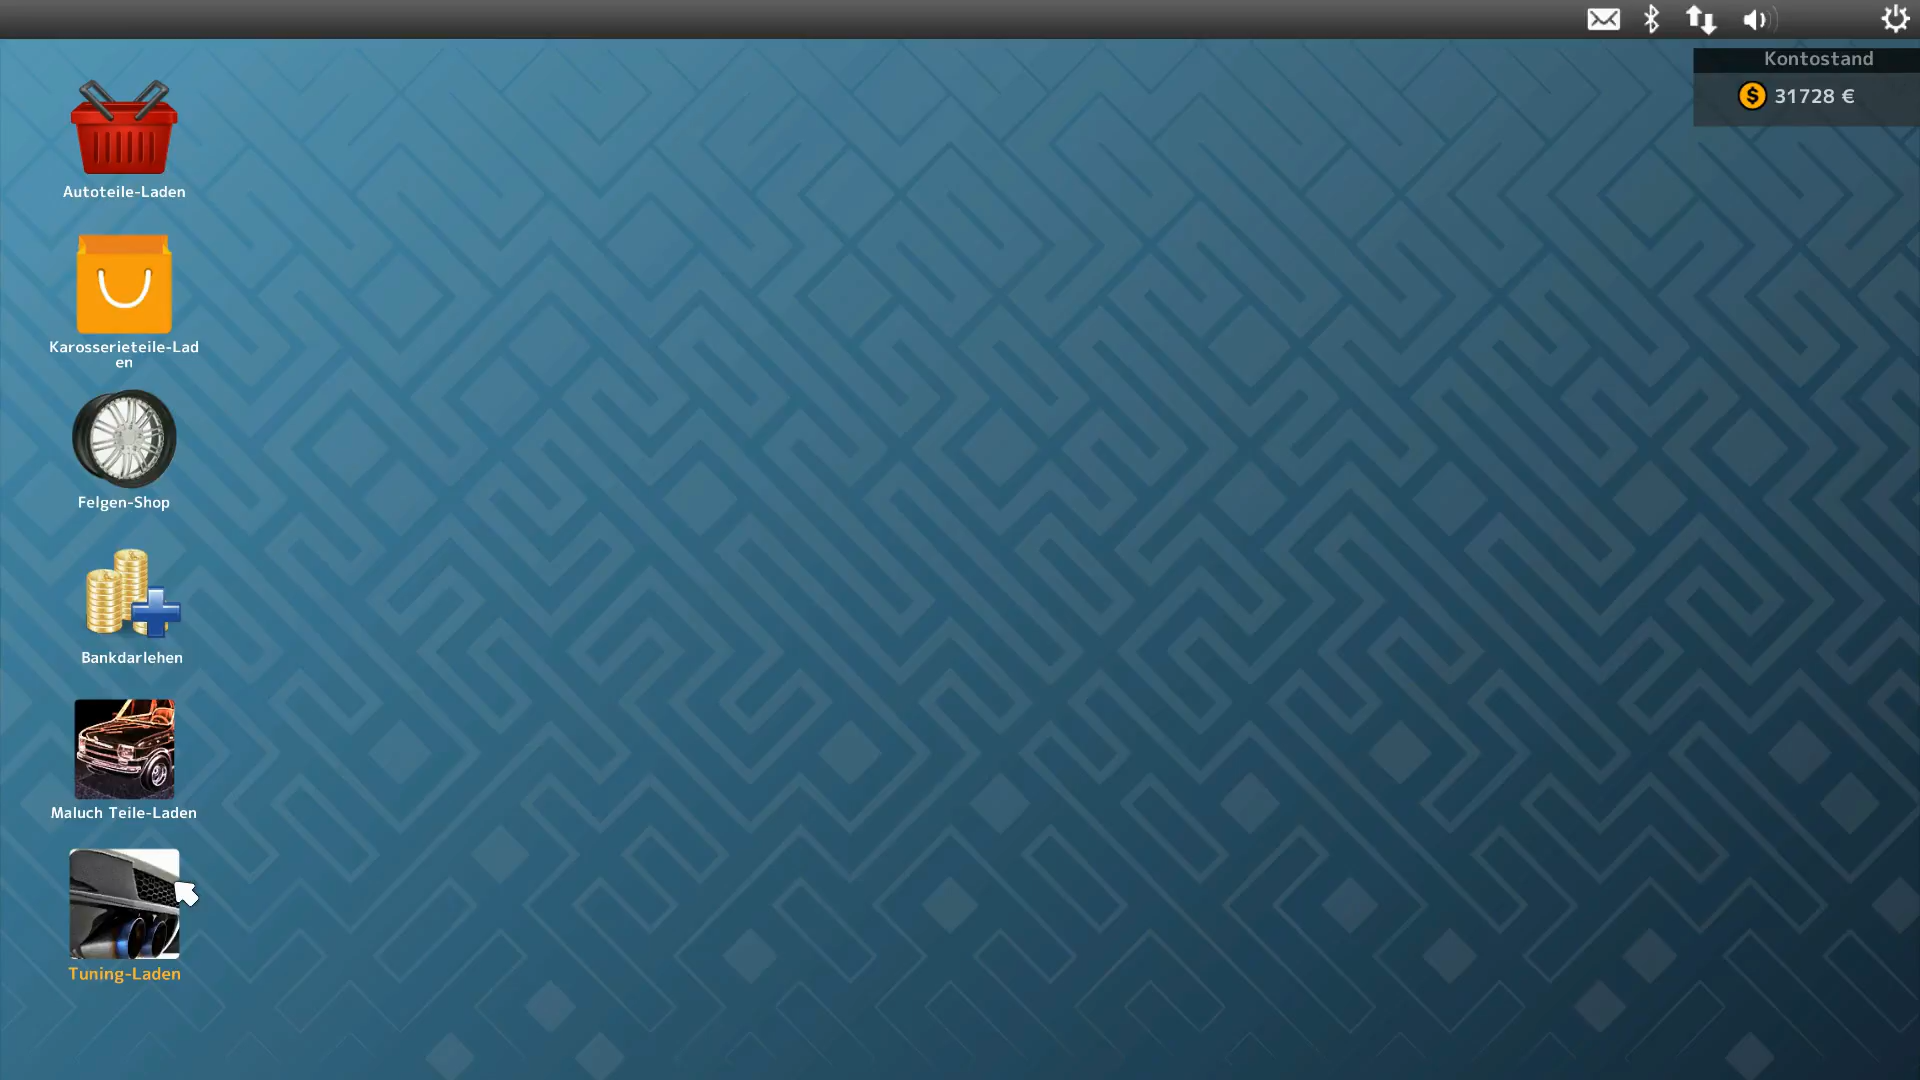 Kontostand
31728 €
Autoteile-Laden
Karosserieteile-Lad
en
Felgen-Shop
Bankdarlehen
Maluch Teile-Laden
Tuning-Laden